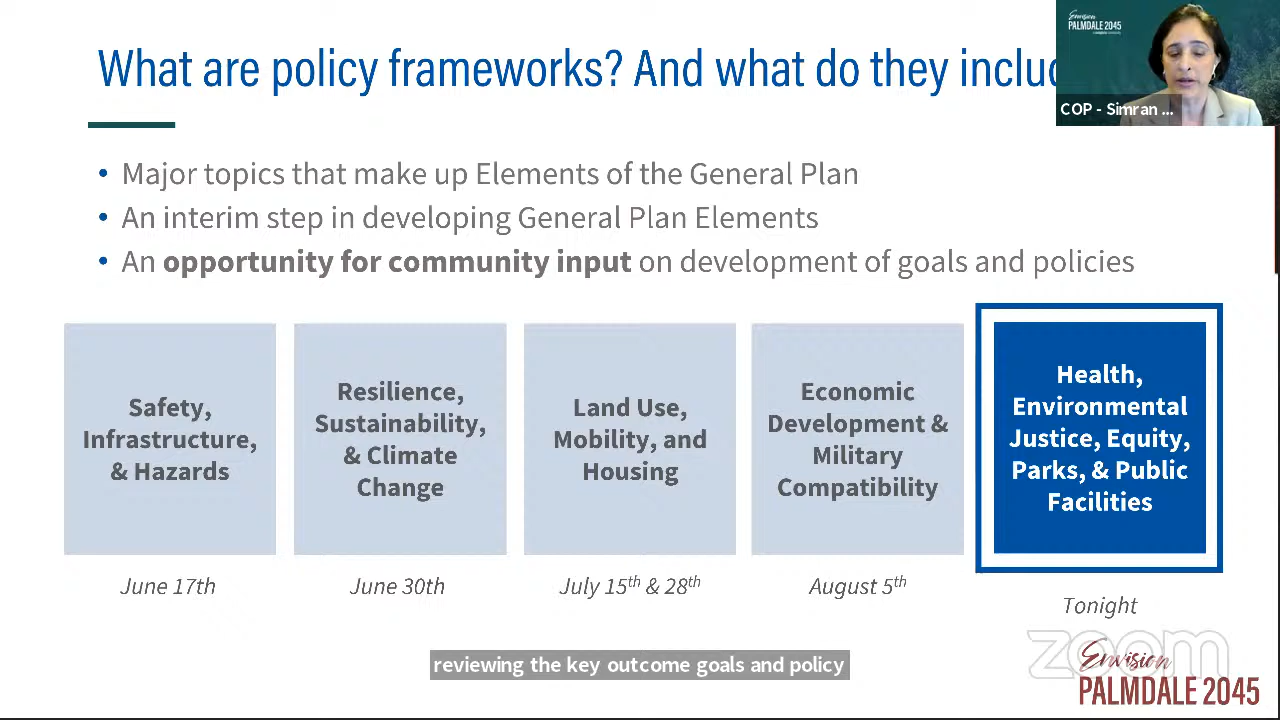 What are policy frameworks? And what do they inclu
Envision
PALMDALE 2045
COP - Simran ...
• Major topics that make up Elements of the General Plan
• An interim step in developing General Plan Elements
• An opportunity for community input on development of goals and policies
Safety,
Infrastructure,
& Hazards
June 17th
Resilience,
Sustainability,
& Climate
Change
June 30th
Land Use,
Mobility, and
Housing
July 15th & 28th
Economic
Development &
Military
Compatibility
August 5th
Health,
Environmental
Justice, Equity,
Parks, & Public
Facilities
Tonight
reviewing the key outcome goals and policy
zoom
Envision
PALMDALE 2045